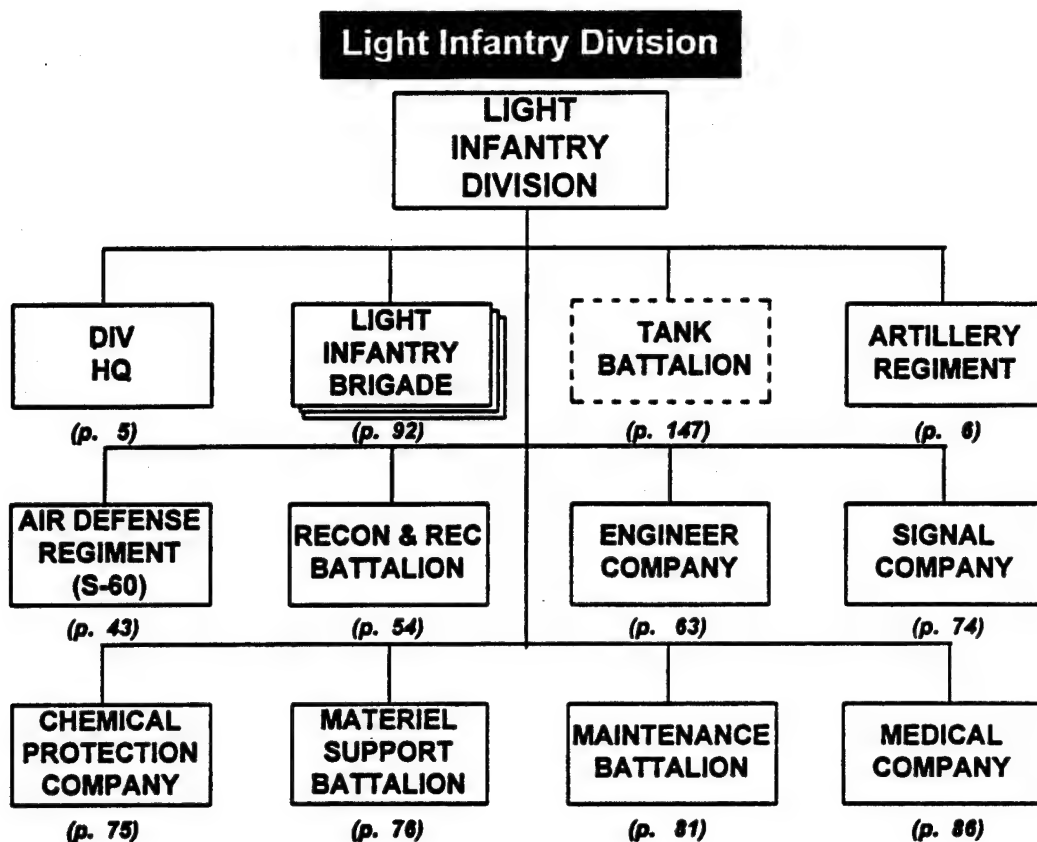 Light Infantry Division
LIGHT
INFANTRY
DIVISION
DIV
HQ
(p. 5)
LIGHT
INFANTRY
BRIGADE
(p. 92)
TANK
BATTALION
(p. 147)
ARTILLERY
REGIMENT
(p. 6)
AIR DEFENSE
REGIMENT
(S-60)
(p. 43)
RECON & REC
BATTALION
(p. 54)
ENGINEER
COMPANY
(p. 63)
SIGNAL
COMPANY
(p. 74)
CHEMICAL
PROTECTION
COMPANY
(p. 75)
MATERIEL
SUPPORT
BATTALION
(p. 76)
MAINTENANCE
BATTALION
(p. 81)
MEDICAL
COMPANY
(p. 86)